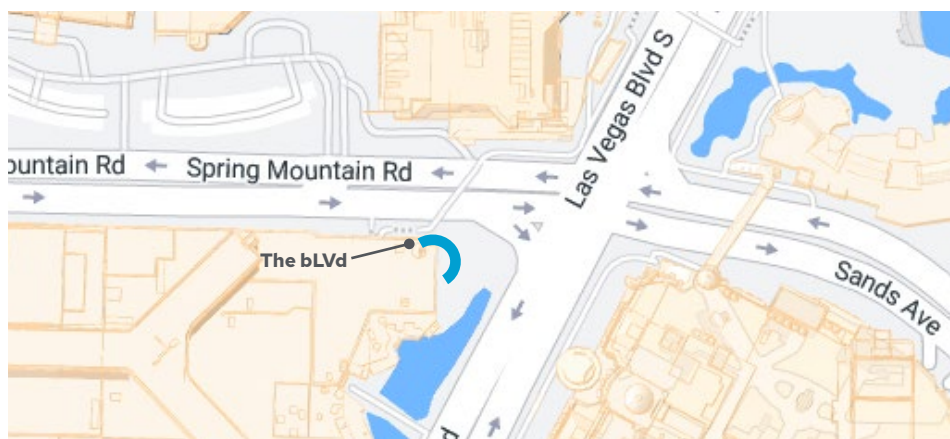 Las Vegas Blvd S
ountain Rd
Spring Mountain Rd
The bLVd
Sands Ave
d